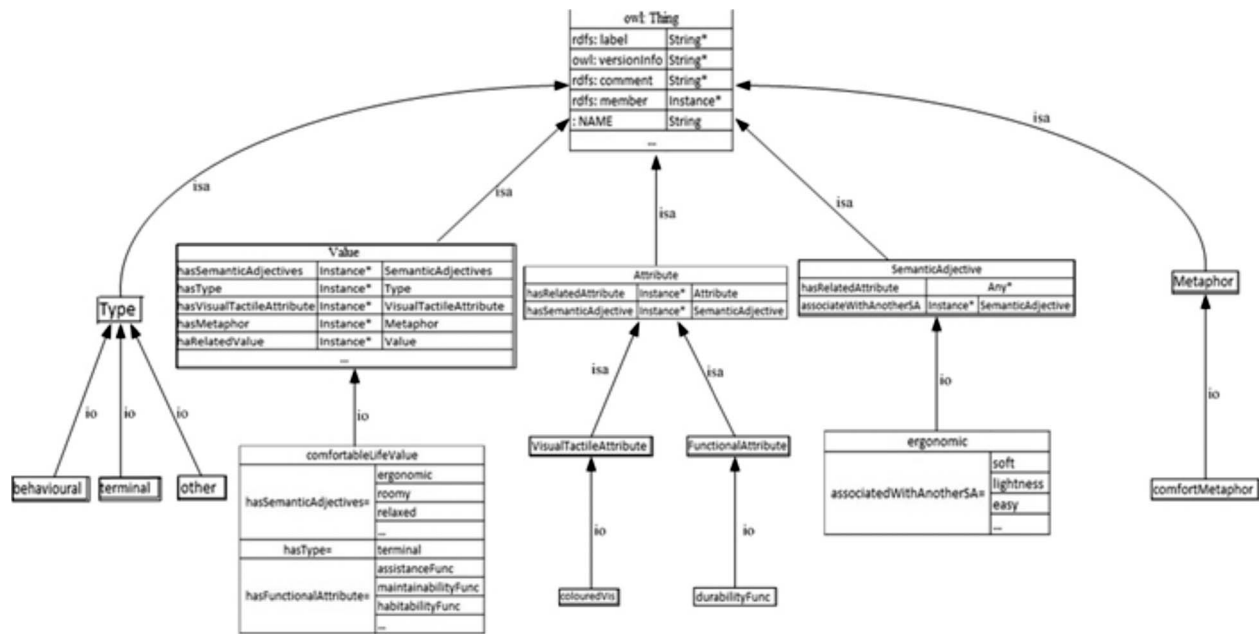 owl: Thing
rdfs: label String*
owl: versionInfo String*
rdfs: comment String*
rdfs: member Instance*
: NAME String
...
isa
isa
isa
isa
isa
Type
Value
hasSemanticAdjectives Instance* SemanticAdjectives
hasType Instance* Type
hasVisualTactileAttribute Instance* VisualTactileAttribute
hasMetaphor Instance* Metaphor
haRelatedValue Instance* Value
...
Attribute
hasRelatedAttribute Instance* Attribute
hasSemanticAdjective Instance* SemanticAdjective
SemanticAdjective
hasRelatedAttribute Any*
associateWithAnotherSA Instance* SemanticAdjective
Metaphor
io
io
io
io
isa
isa
io
io
behavioural
terminal
other
comfortableLifeValue
hasSemanticAdjectives=
ergonomic
roomy
relaxed
...
hasType= terminal
hasFunctionalAttribute=
assistanceFunc
maintainabilityFunc
habitabilityFunc
...
VisualTactileAttribute
FunctionalAttribute
io
io
colouredVis
durabilityFunc
ergonomic
associatedWithAnotherSA=
soft
lightness
easy
...
comfortMetaphor